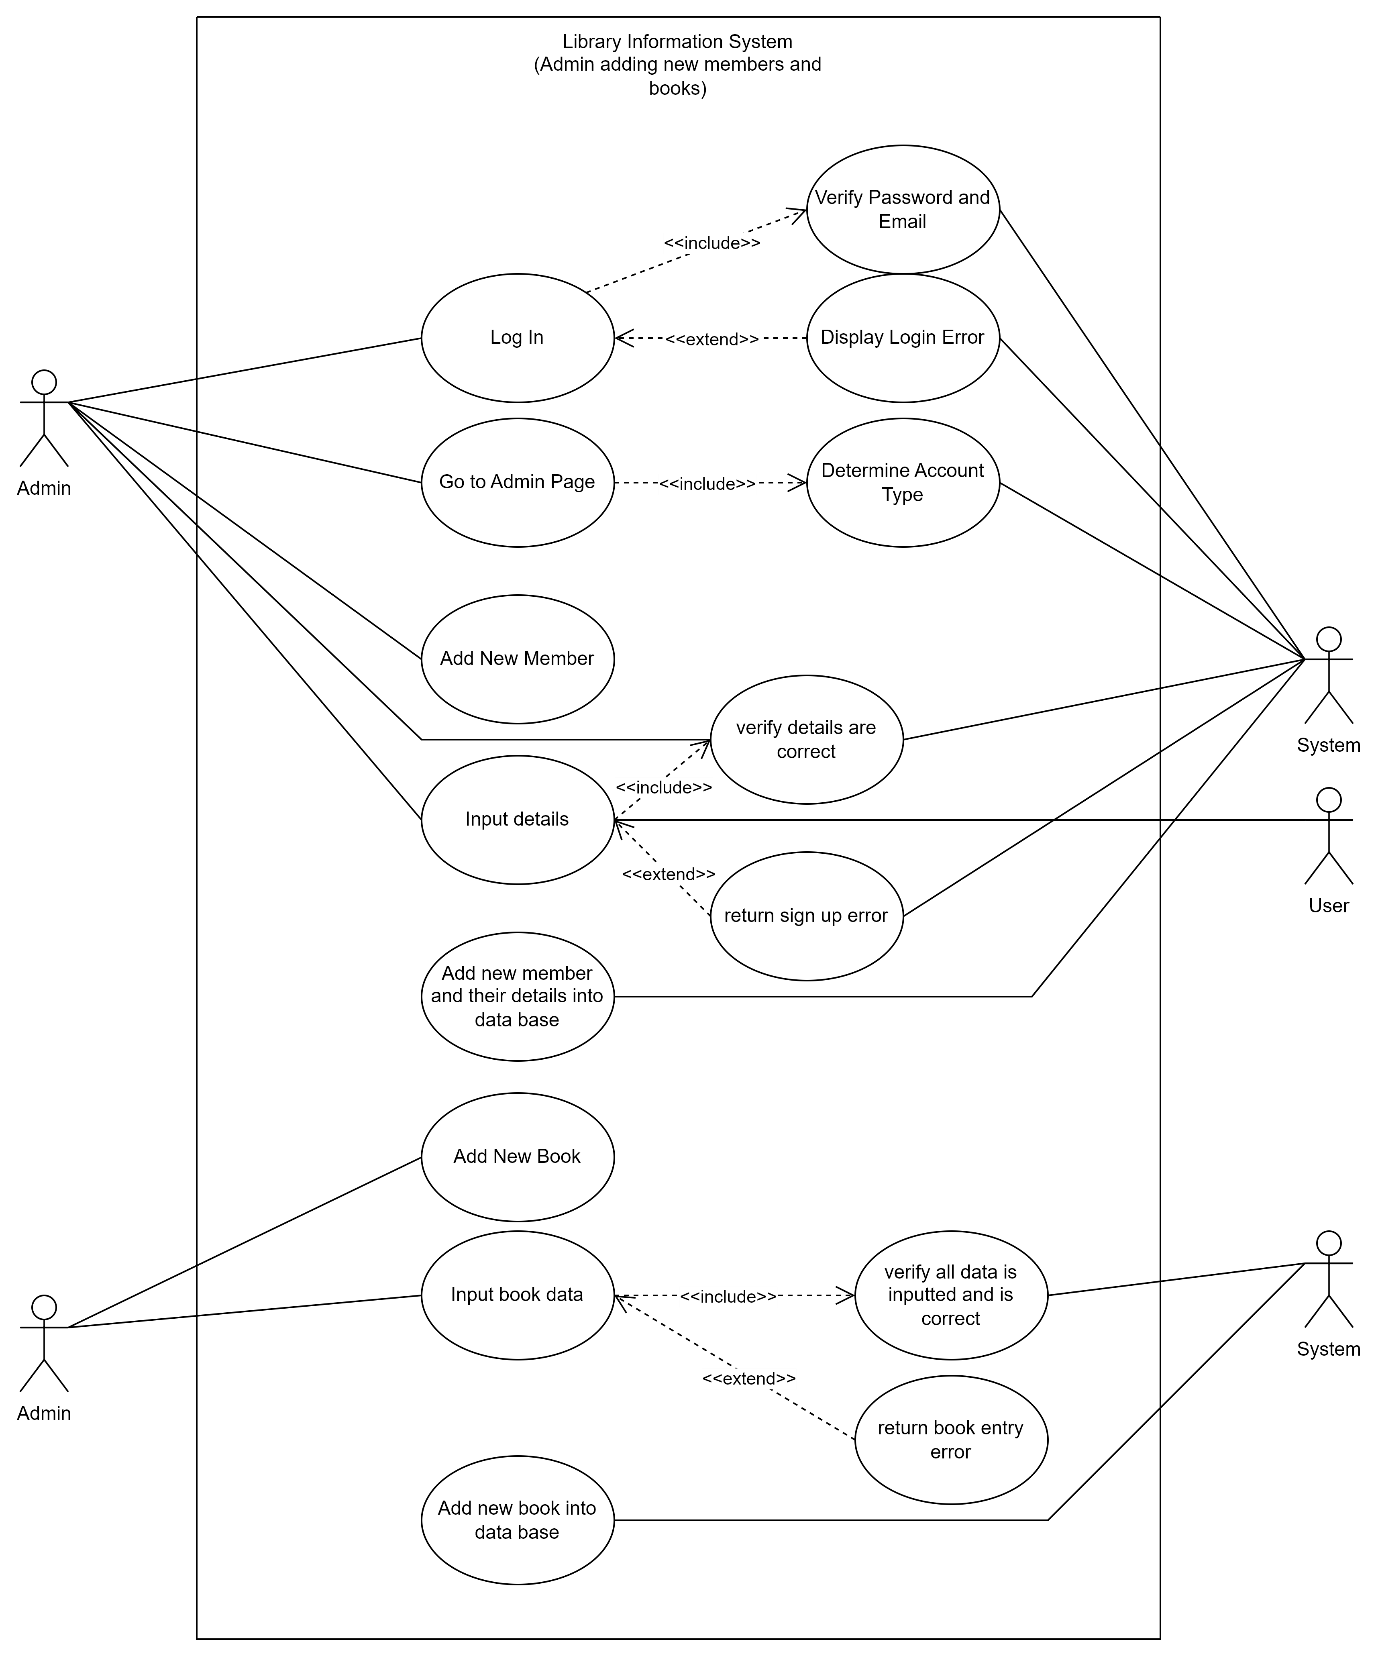 Library Information System
(Admin adding new members and
books)
Verify Password and
Email
<<include>>
Log In
<<extend>>
Display Login Error
Admin
Go to Admin Page
<<include>>
Determine Account
Type
Add New Member
verify details are
correct
System
<<include>>
Input details
<<extend>>
User
return sign up error
Add new member
and their details into
data base
Add New Book
Input book data
<<include>>
verify all data is
inputted and is
correct
System
<<extend>>
Admin
return book entry
error
Add new book into
data base